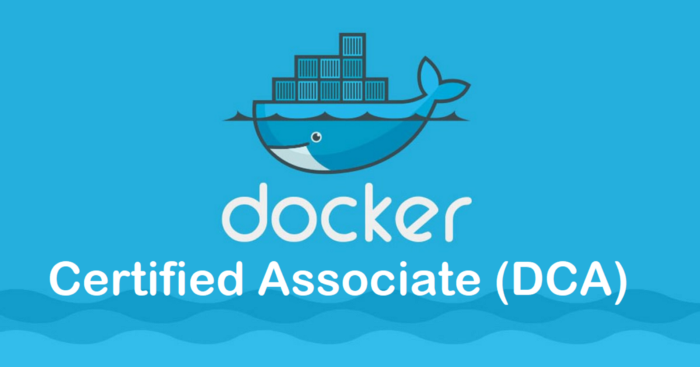 docker
Certified Associate (DCA)